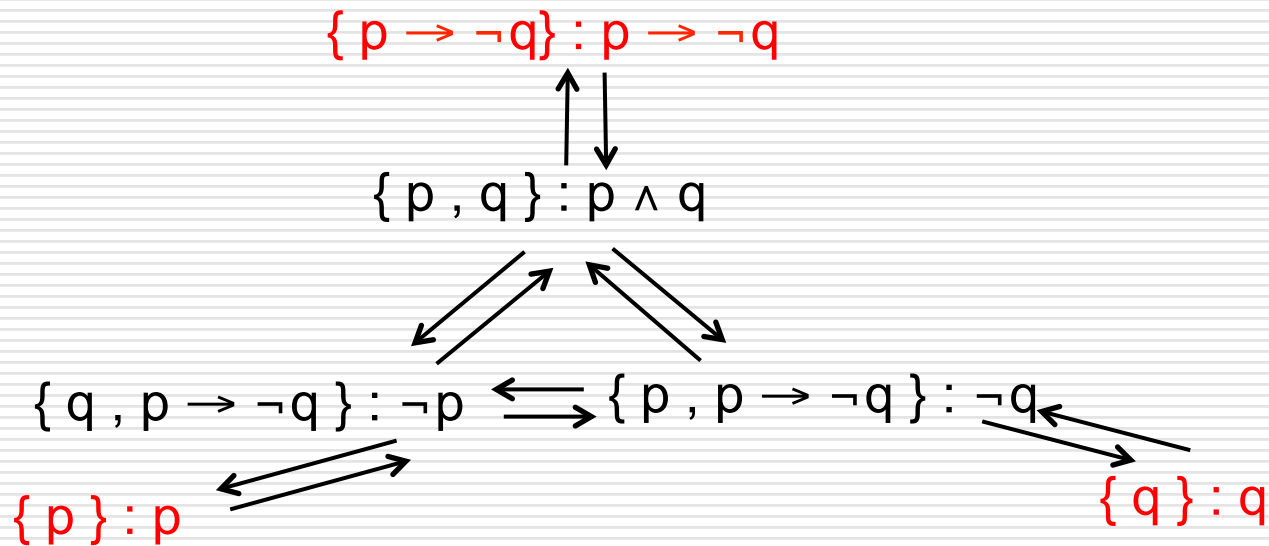 { p → ¬q} : p → ¬q
{ p , q } : p ∧ q
{ q , p → ¬q } : ¬p
{ p , p → ¬q } : ¬q
{ p } : p
{ q } : q